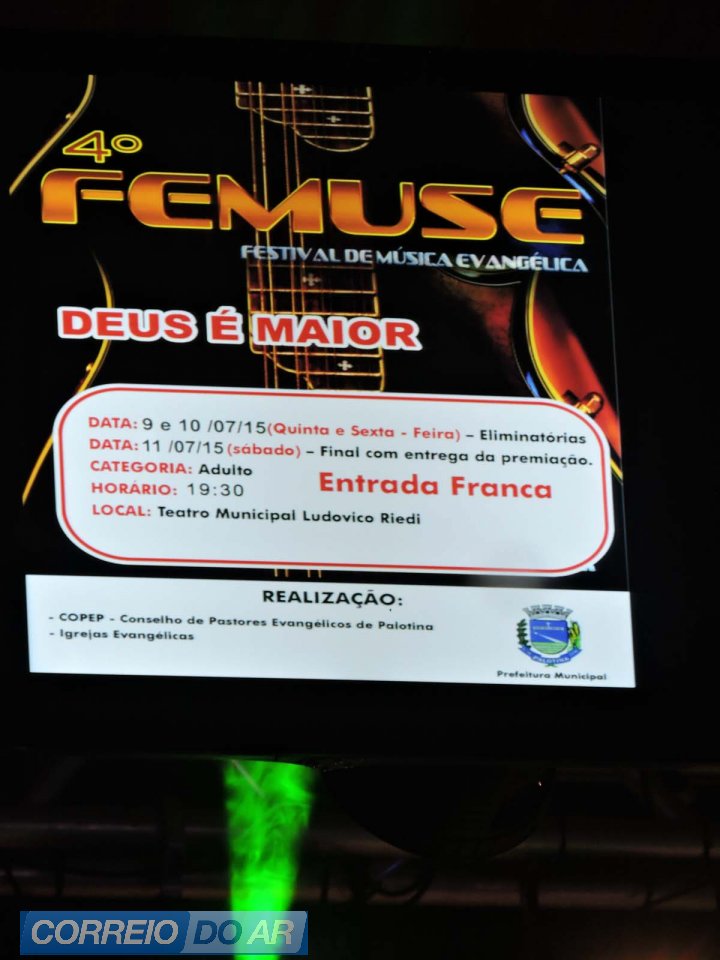 4º
FEMUSE
FESTIVAL DE MÚSICA EVANGÉLICA
DEUS É MAIOR
DATA: 9 e 10 /07/15(Quinta e Sexta - Feira) – Eliminatórias
DATA: 11 /07/15 (sábado) – Final com entrega da premiação.
CATEGORIA: Adulto
HORÁRIO: 19:30
Entrada Franca
LOCAL: Teatro Municipal Ludovico Riedi
REALIZAÇÃO:
- COPEP - Conselho de Pastores Evangélicos de Palotina
- Igrejas Evangélicas
PALOTINA
Prefeitura Municipal
CORREIO DO AR